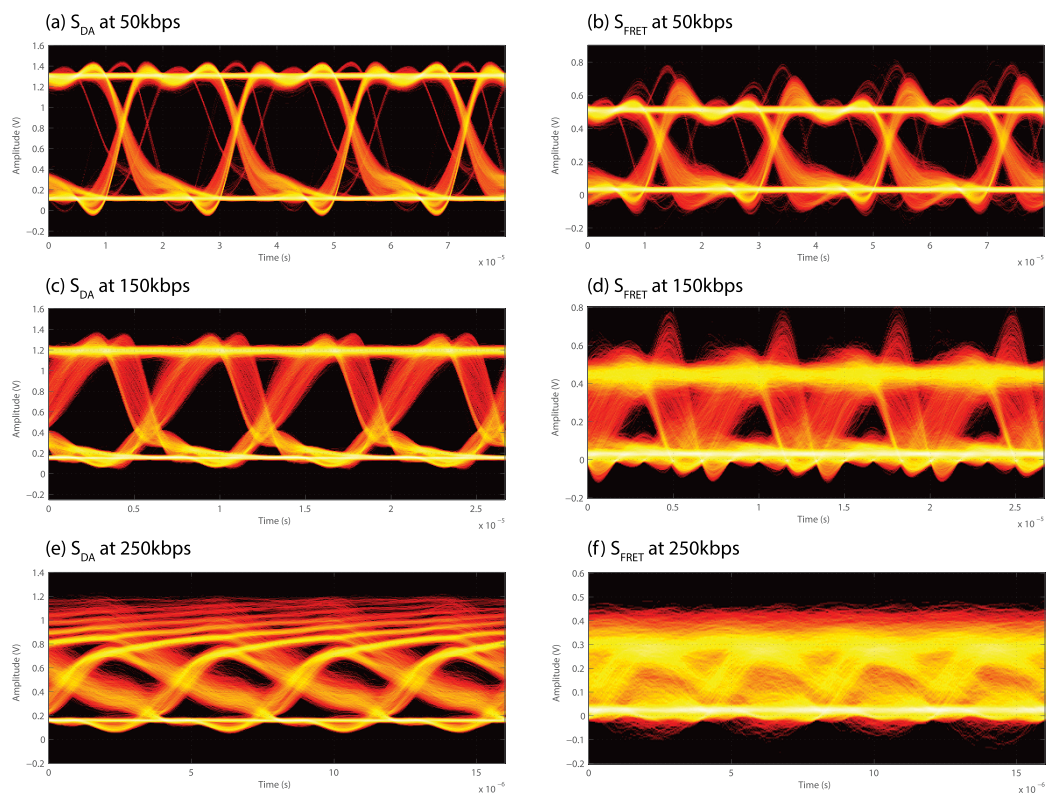 (a) S_DA at 50kbps
1.6
1.4
1.2
1
0.8
0.6
0.4
0.2
0
−0.2
Amplitude (V)
0 1 2 3 4 5 6 7
Time (s)
x 10 ⁻⁵
(b) S_FRET at 50kbps
0.8
0.6
0.4
0.2
0
−0.2
Amplitude (V)
0 1 2 3 4 5 6 7
Time (s)
x 10 ⁻⁵
(c) S_DA at 150kbps
1.6
1.4
1.2
1
0.8
0.6
0.4
0.2
0
−0.2
Amplitude (V)
0 0.5 1 1.5 2 2.5
Time (s)
x 10 ⁻⁵
(d) S_FRET at 150kbps
0.8
0.6
0.4
0.2
0
−0.2
Amplitude (V)
0 0.5 1 1.5 2 2.5
Time (s)
x 10 ⁻⁵
(e) S_DA at 250kbps
1.4
1.2
1
0.8
0.6
0.4
0.2
0
−0.2
Amplitude (V)
0 5 10 15
Time (s)
x 10 ⁻⁶
(f) S_FRET at 250kbps
0.6
0.5
0.4
0.3
0.2
0.1
0
−0.1
−0.2
Amplitude (V)
0 5 10 15
Time (s)
x 10 ⁻⁶